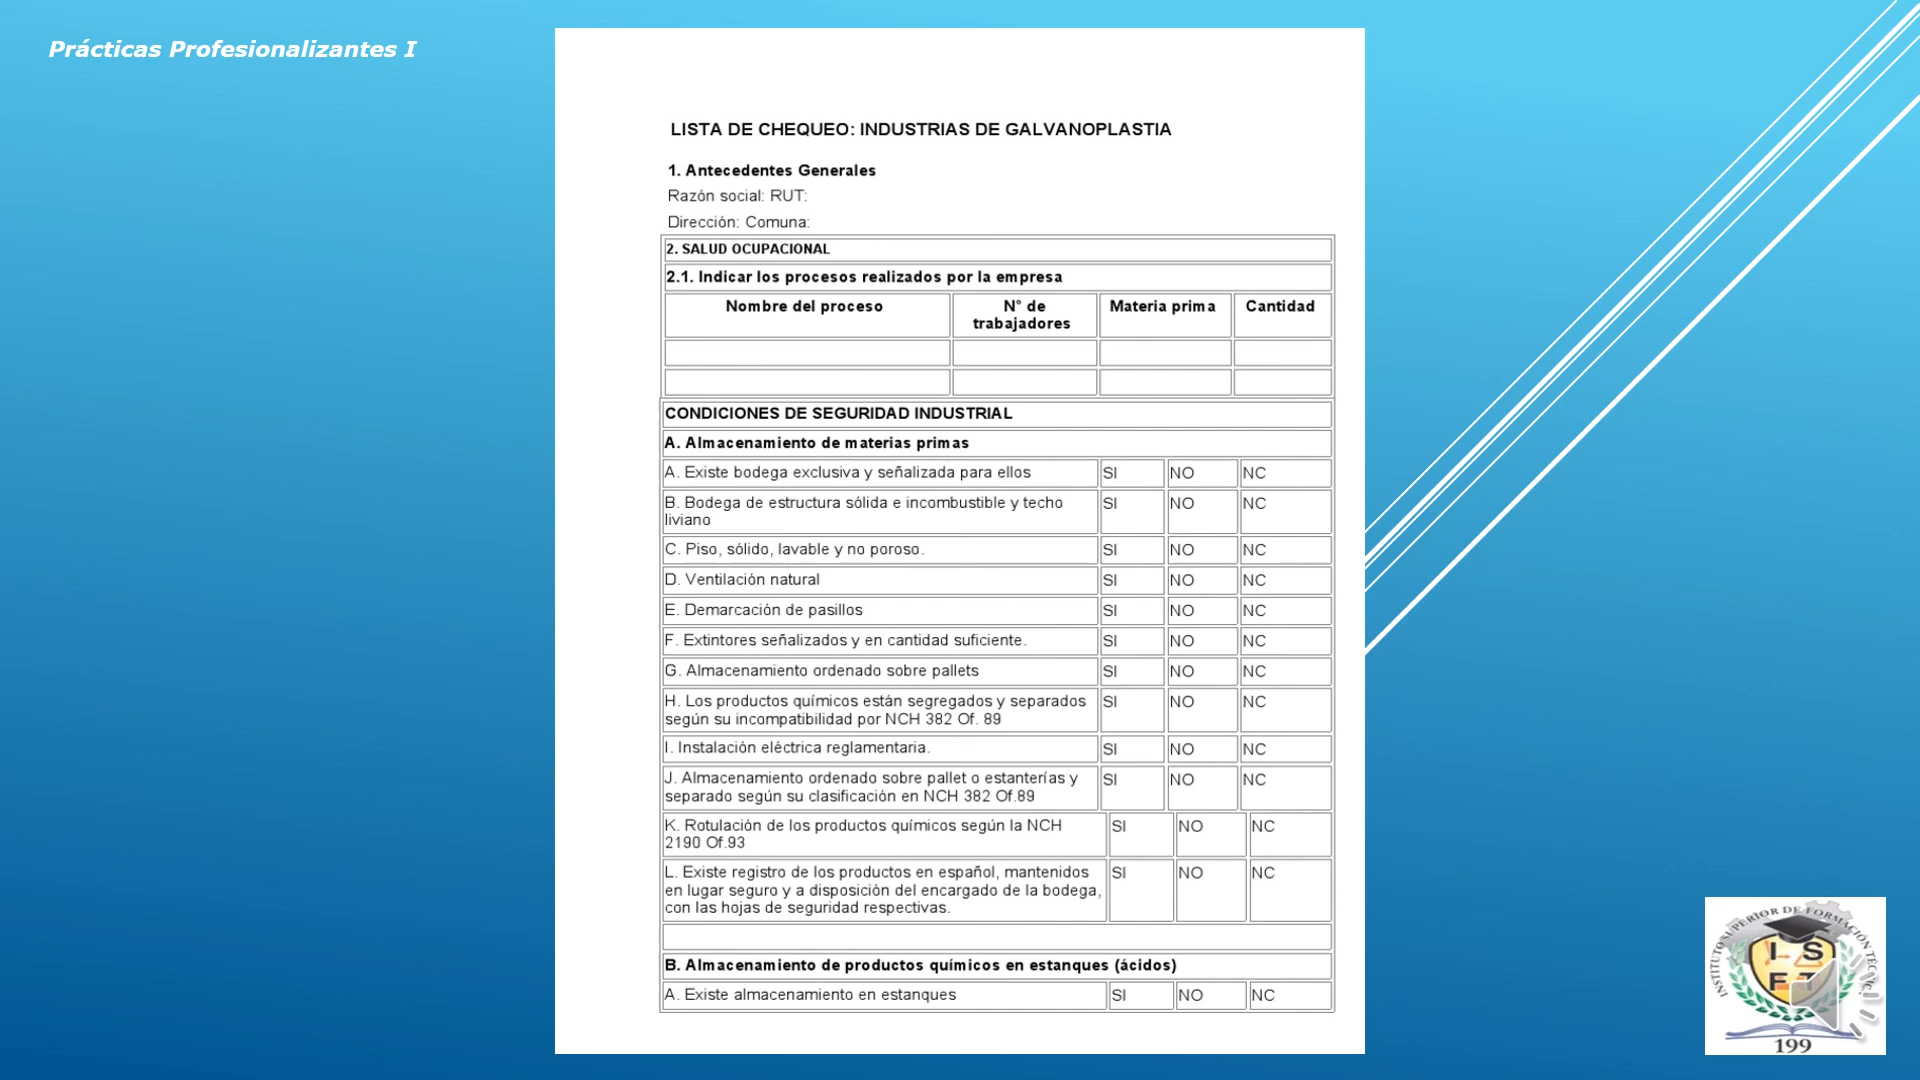 Prácticas Profesionalizantes I
LISTA DE CHEQUEO: INDUSTRIAS DE GALVANOPLASTIA
1. Antecedentes Generales
Razón social: RUT:
Dirección: Comuna:
2. SALUD OCUPACIONAL
2.1. Indicar los procesos realizados por la empresa
Nombre del proceso N° de Materia prima Cantidad
trabajadores
CONDICIONES DE SEGURIDAD INDUSTRIAL
A. Almacenamiento de materias primas
A. Existe bodega exclusiva y señalizada para ellos SI NO NC
B. Bodega de estructura sólida e incombustible y techo SI NO NC
liviano
C. Piso, sólido, lavable y no poroso. SI NO NC
D. Ventilación natural SI NO NC
E. Demarcación de pasillos SI NO NC
F. Extintores señalizados y en cantidad suficiente. SI NO NC
G. Almacenamiento ordenado sobre pallets SI NO NC
H. Los productos químicos están segregados y separados SI NO NC
según su incompatibilidad por NCH 382 Of. 89
I. Instalación eléctrica reglamentaria. SI NO NC
J. Almacenamiento ordenado sobre pallet o estanterías y SI NO NC
separado según su clasificación en NCH 382 Of.89
K. Rotulación de los productos químicos según la NCH SI NO NC
2190 Of.93
L. Existe registro de los productos en español, mantenidos SI NO NC
en lugar seguro y a disposición del encargado de la bodega,
con las hojas de seguridad respectivas.
B. Almacenamiento de productos químicos en estanques (ácidos)
A. Existe almacenamiento en estanques SI NO NC
INSTITUTO SUPERIOR DE FORMACIÓN
I S
F T
199